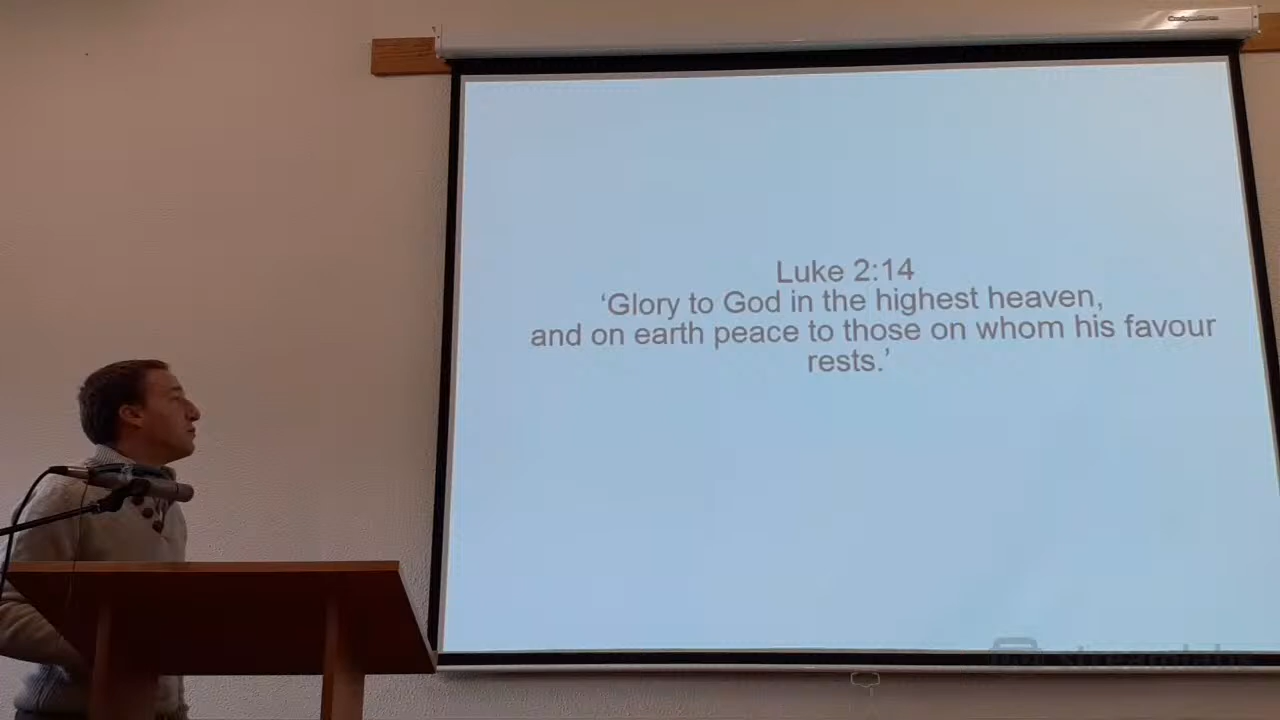 Luke 2:14
‘Glory to God in the highest heaven,
and on earth peace to those on whom his favour
rests.’